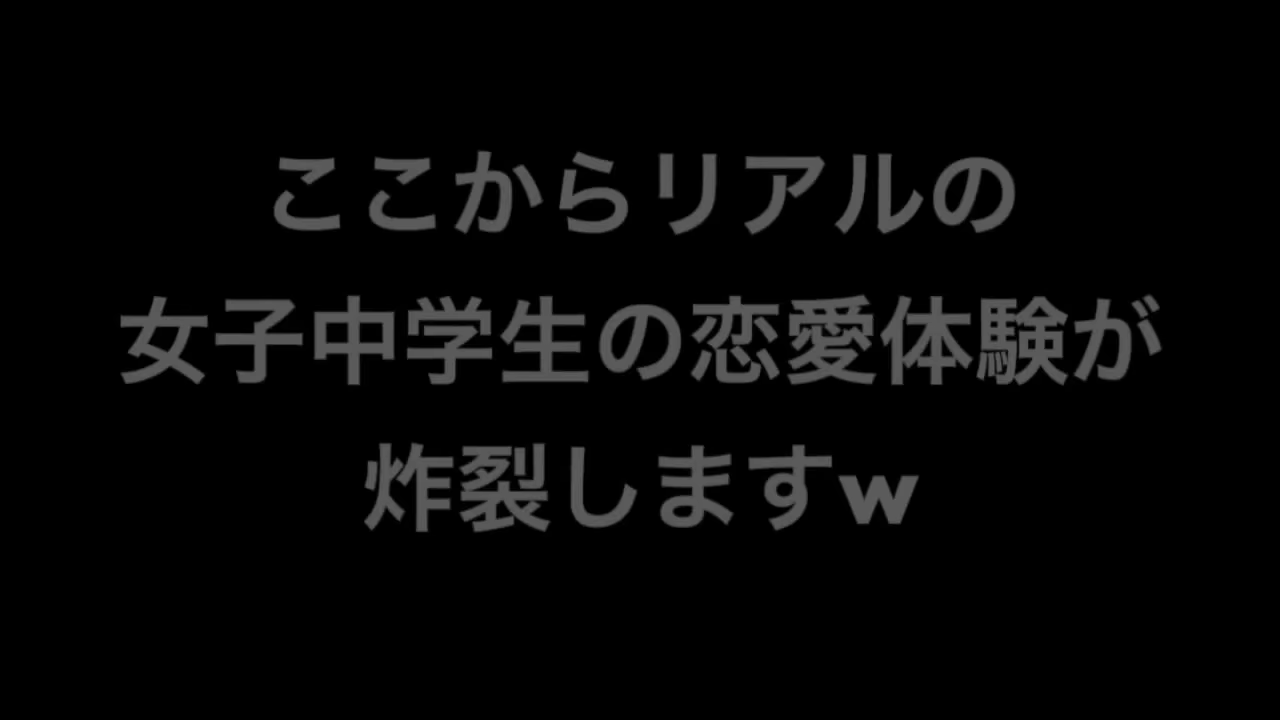 ここからリアルの
女子中学生の恋愛体験が
炸裂しますw